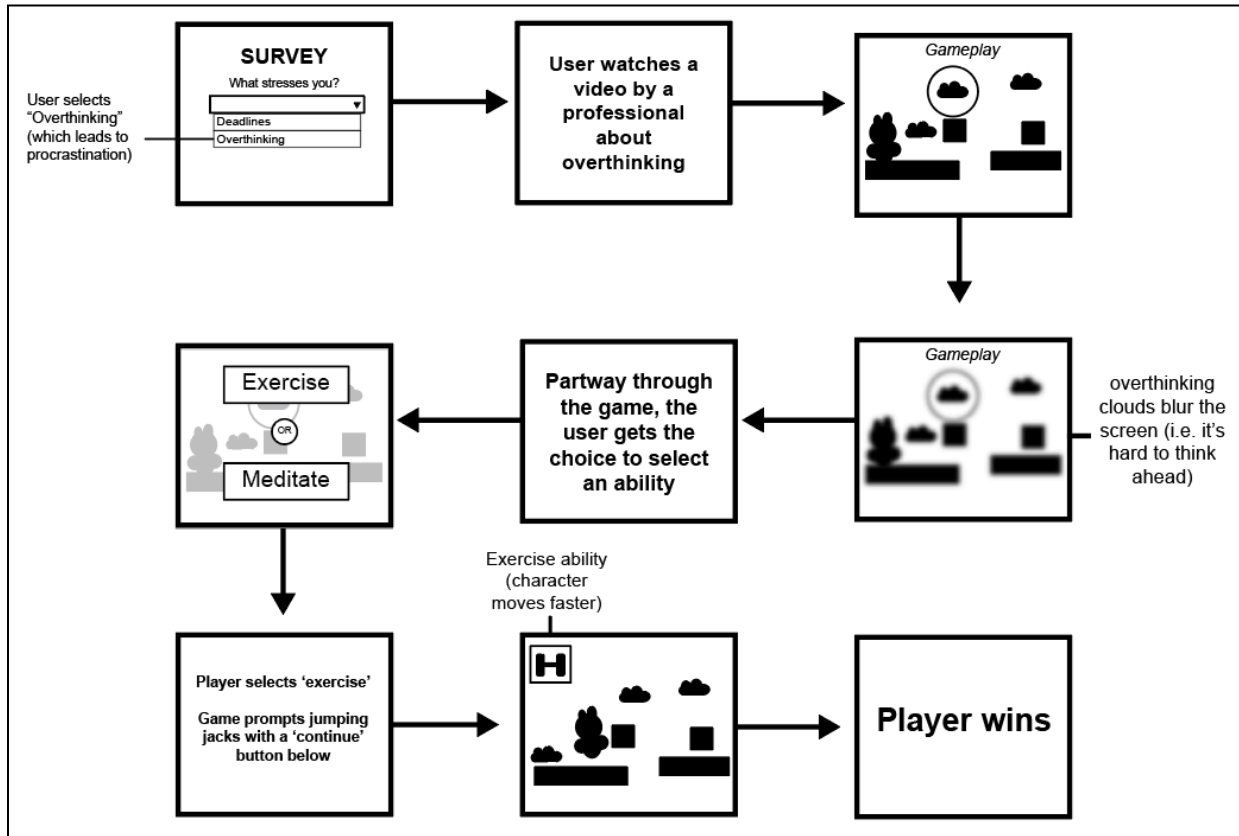 SURVEY
What stresses you?
Deadlines
Overthinking
User selects
"Overthinking"
(which leads to
procrastination)
User watches a
video by a
professional
about
overthinking
Gameplay
Gameplay
overthinking
clouds blur the
screen (i.e. it's
hard to think
ahead)
Partway through
the game, the
user gets the
choice to select
an ability
Exercise
OR
Meditate
Player selects ‘exercise’
Game prompts jumping
jacks with a ‘continue’
button below
Exercise ability
(character
moves faster)
Player wins